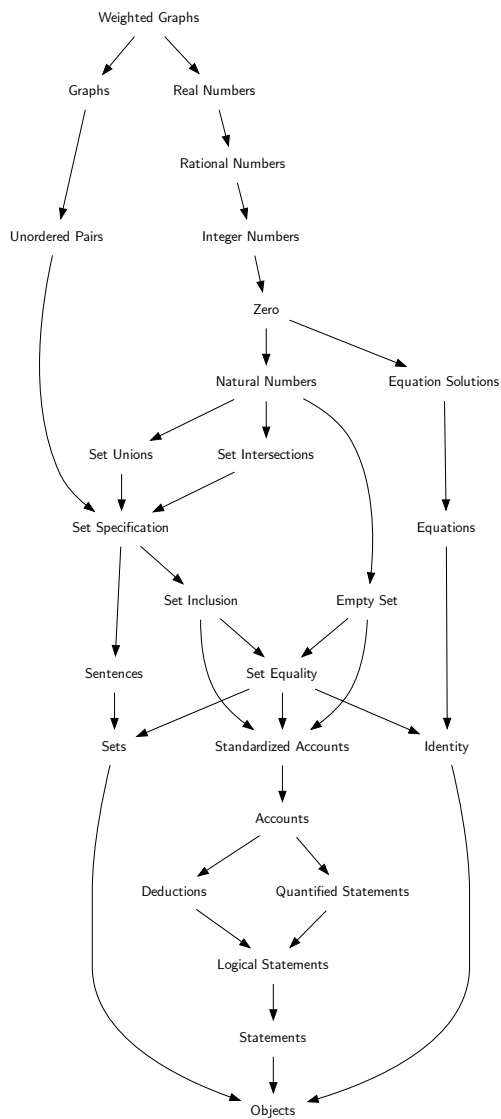 Weighted Graphs
Graphs
Real Numbers
Rational Numbers
Unordered Pairs
Integer Numbers
Zero
Natural Numbers
Equation Solutions
Set Unions
Set Intersections
Set Specification
Equations
Set Inclusion
Empty Set
Sentences
Set Equality
Sets
Standardized Accounts
Identity
Accounts
Deductions
Quantified Statements
Logical Statements
Statements
Objects